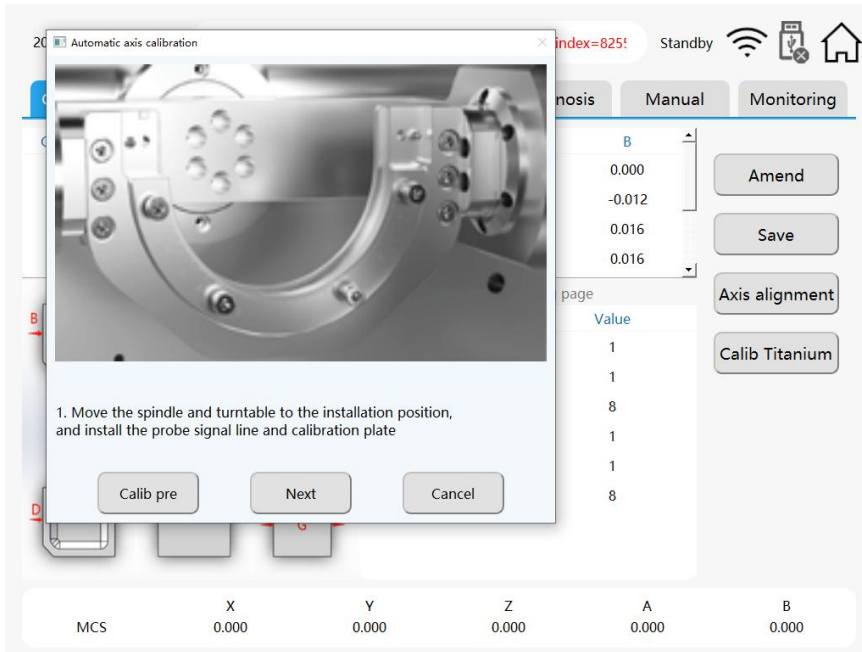 20
Automatic axis calibration
index=825!
Standby
nosis
Manual
Monitoring
B
0.000
-0.012
0.016
0.016
Amend
Save
Axis alignment
Calib Titanium
page
Value
1
1
8
1
1
8
B
D
G
1. Move the spindle and turntable to the installation position,
and install the probe signal line and calibration plate
Calib pre
Next
Cancel
X Y Z A B
MCS 0.000 0.000 0.000 0.000 0.000